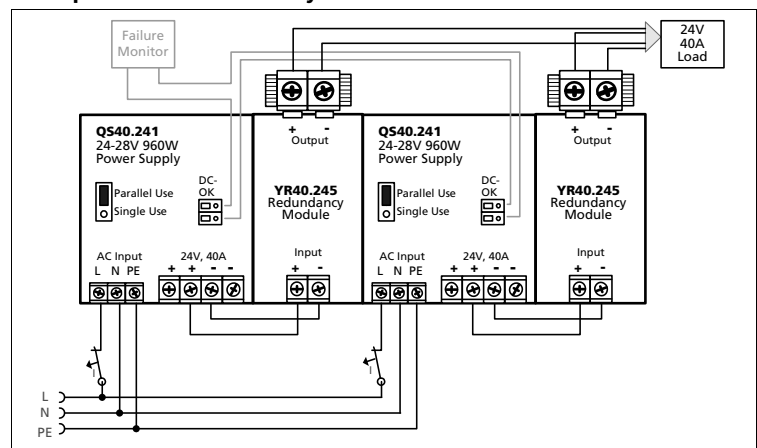 Failure
Monitor
24V
40A
Load
QS40.241
24-28V 960W
Power Supply
Parallel Use
Single Use
DC-
OK
AC Input
L N PE
24V, 40A
+ + - -
+ -
Output
YR40.245
Redundancy
Module
Input
+ -
QS40.241
24-28V 960W
Power Supply
Parallel Use
Single Use
DC-
OK
AC Input
L N PE
24V, 40A
+ + - -
+ -
Output
YR40.245
Redundancy
Module
Input
+ -
I
I
L
N
PE